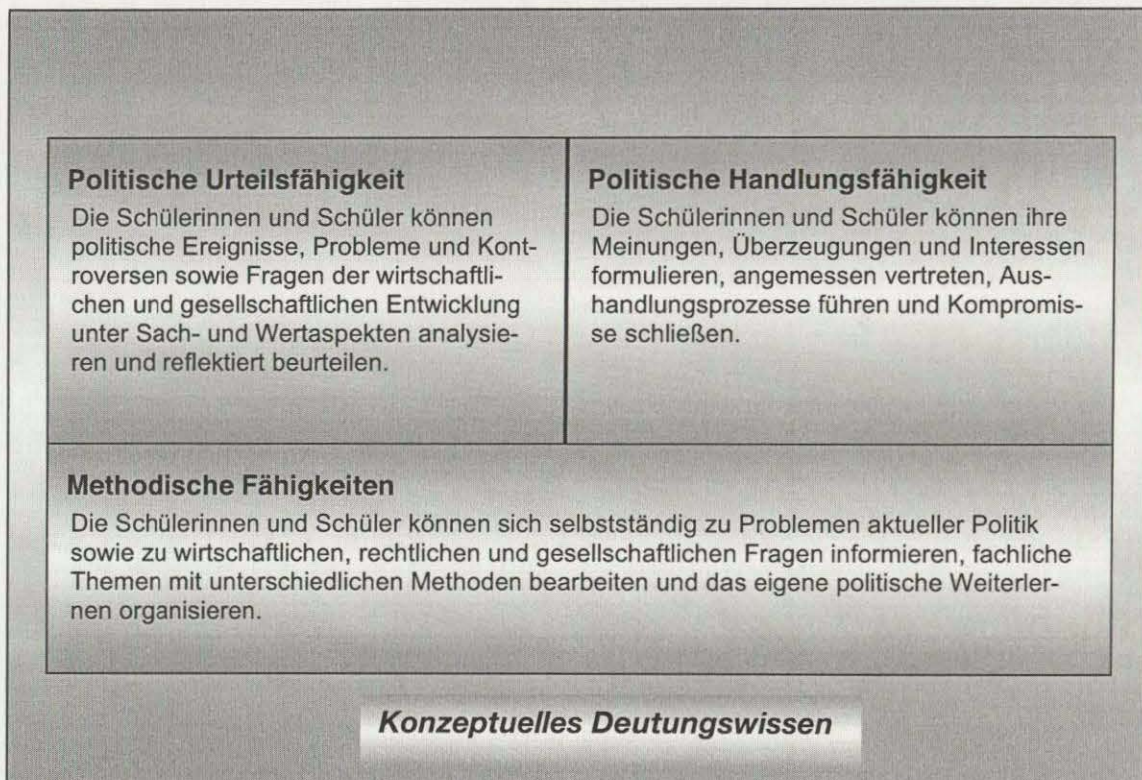 Politische Urteilsfähigkeit
Die Schülerinnen und Schüler können
politische Ereignisse, Probleme und Kont-
roversen sowie Fragen der wirtschaftli-
chen und gesellschaftlichen Entwicklung
unter Sach- und Wertaspekten analysie-
ren und reflektiert beurteilen.
Politische Handlungsfähigkeit
Die Schülerinnen und Schüler können ihre
Meinungen, Überzeugungen und Interessen
formulieren, angemessen vertreten, Aus-
handlungsprozesse führen und Kompromis-
se schließen.
Methodische Fähigkeiten
Die Schülerinnen und Schüler können sich selbstständig zu Problemen aktueller Politik
sowie zu wirtschaftlichen, rechtlichen und gesellschaftlichen Fragen informieren, fachliche
Themen mit unterschiedlichen Methoden bearbeiten und das eigene politische Weiterler-
nen organisieren.
Konzeptuelles Deutungswissen